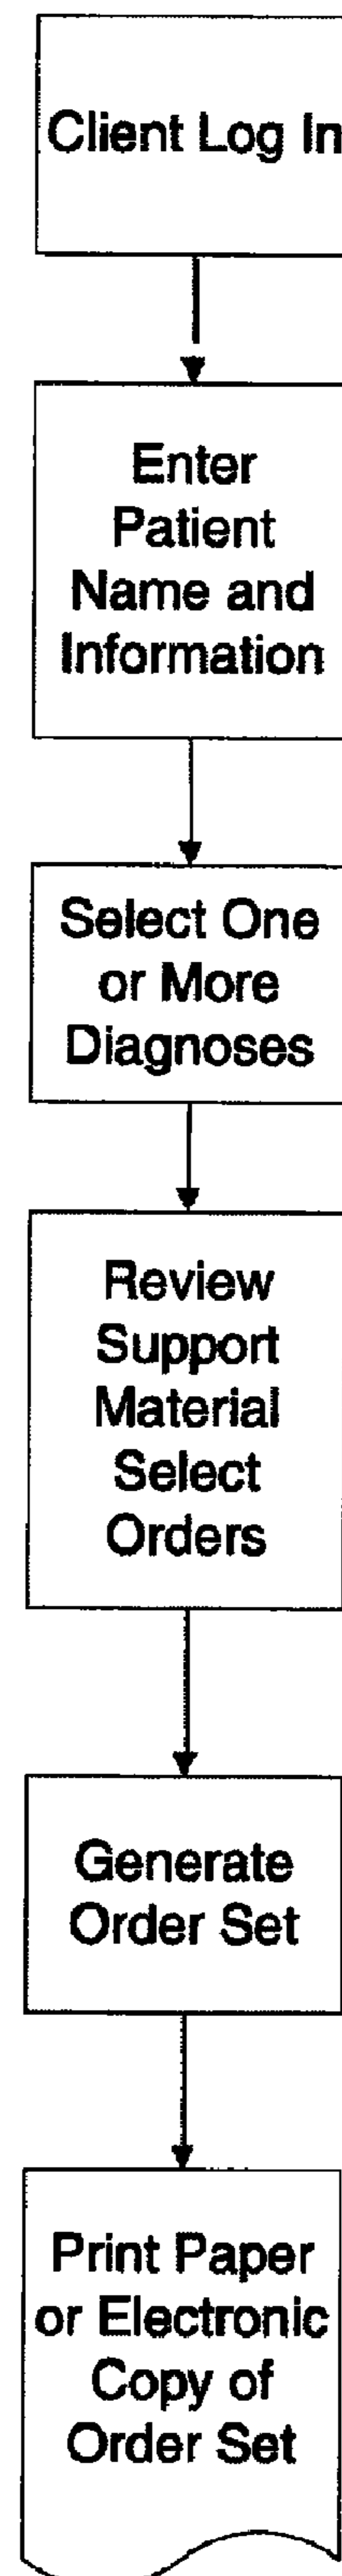 Client Log In
Enter
Patient
Name and
Information
Select One
or More
Diagnoses
Review
Support
Material
Select
Orders
Generate
Order Set
Print Paper
or Electronic
Copy of
Order Set